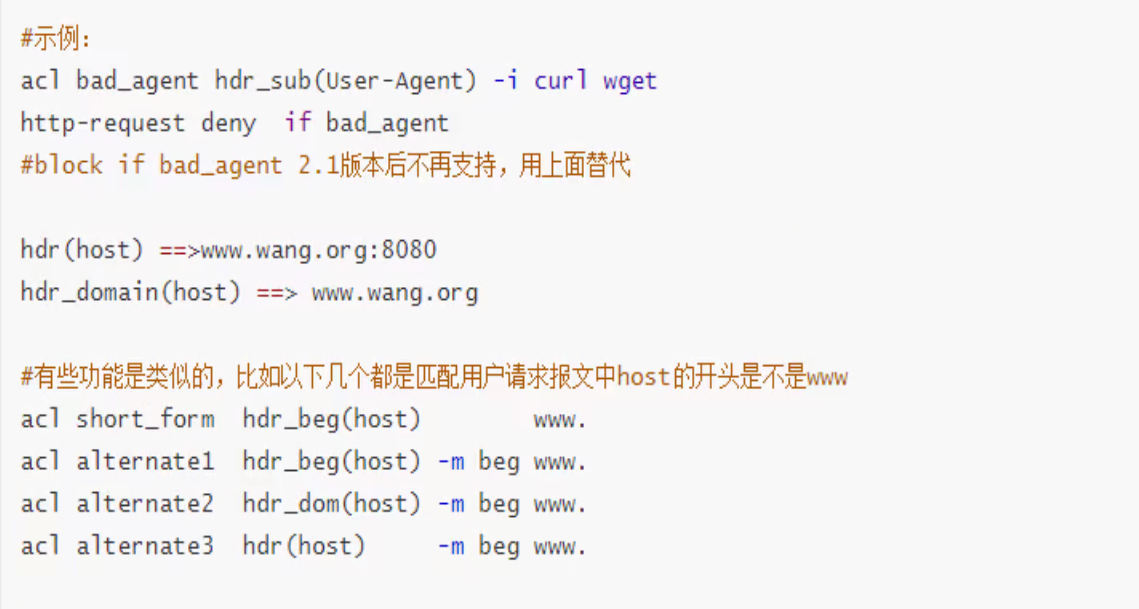 #示例：
acl bad_agent hdr_sub(User-Agent) -i curl wget
http-request deny  if bad_agent
#block if bad_agent 2.1版本后不再支持，用上面替代
hdr(host) ==>www.wang.org:8080
hdr_domain(host) ==> www.wang.org
#有些功能是类似的，比如以下几个都是匹配用户请求报文中host的开头是不是www
acl short_form  hdr_beg(host)        www.
acl alternate1  hdr_beg(host) -m beg www.
acl alternate2  hdr_dom(host) -m beg www.
acl alternate3  hdr(host)     -m beg www.